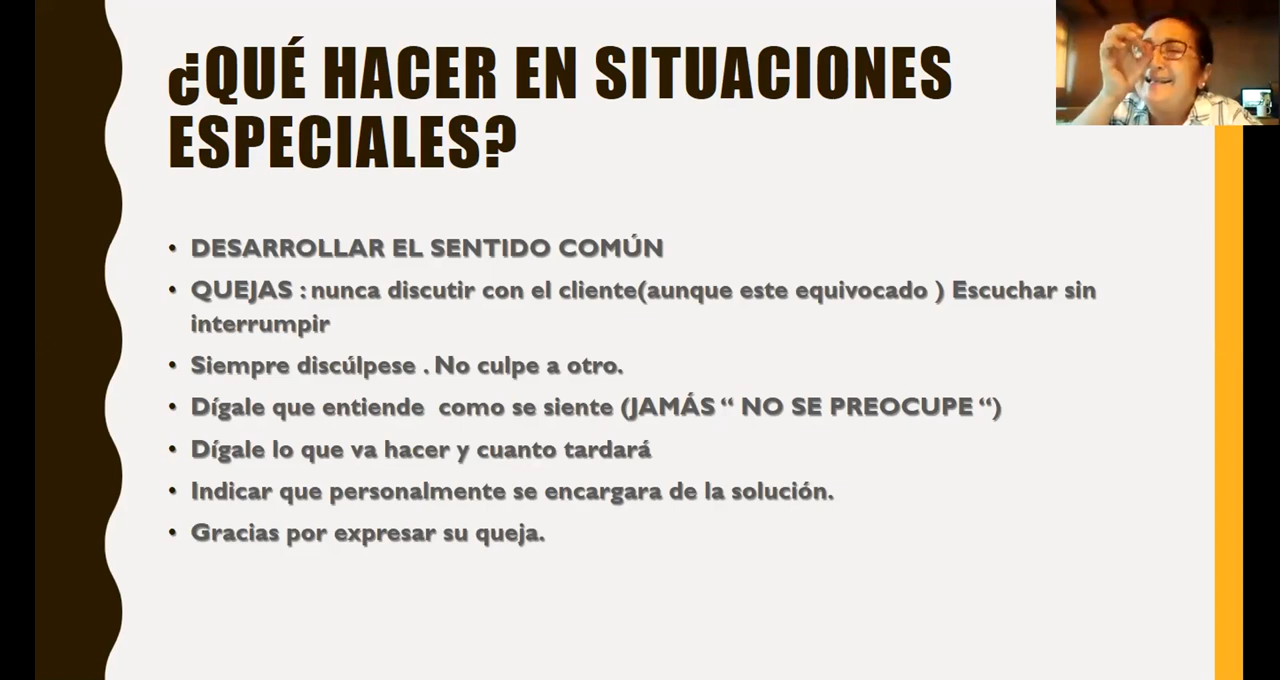 ¿QUÉ HACER EN SITUACIONES
ESPECIALES?
• DESARROLLAR EL SENTIDO COMÚN
• QUEJAS : nunca discutir con el cliente(aunque este equivocado ) Escuchar sin
interrumpir
• Siempre discúlpese . No culpe a otro.
• Dígale que entiende  como se siente (JAMÁS “ NO SE PREOCUPE “)
• Dígale lo que va hacer y cuanto tardará
• Indicar que personalmente se encargara de la solución.
• Gracias por expresar su queja.